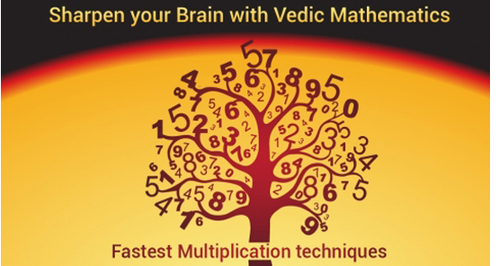 Sharpen your Brain with Vedic Mathematics
Fastest Multiplication techniques